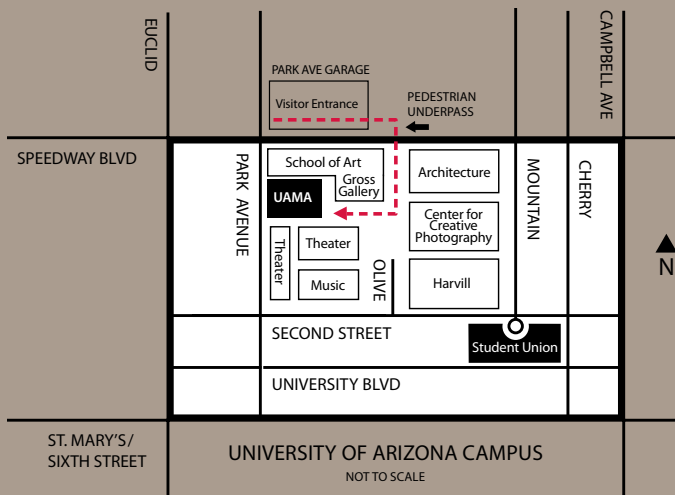 EUCLID
CAMPBELL AVE
PARK AVE GARAGE
Visitor Entrance
PEDESTRIAN
UNDERPASS
SPEEDWAY BLVD
PARK AVENUE
School of Art
Gross
Gallery
UAMA
Architecture
MOUNTAIN
CHERRY
Center for
Creative
Photography
Theater
Theater
Music
OLIVE
Harvill
N
SECOND STREET
Student Union
UNIVERSITY BLVD
ST. MARY'S/
SIXTH STREET
UNIVERSITY OF ARIZONA CAMPUS
NOT TO SCALE